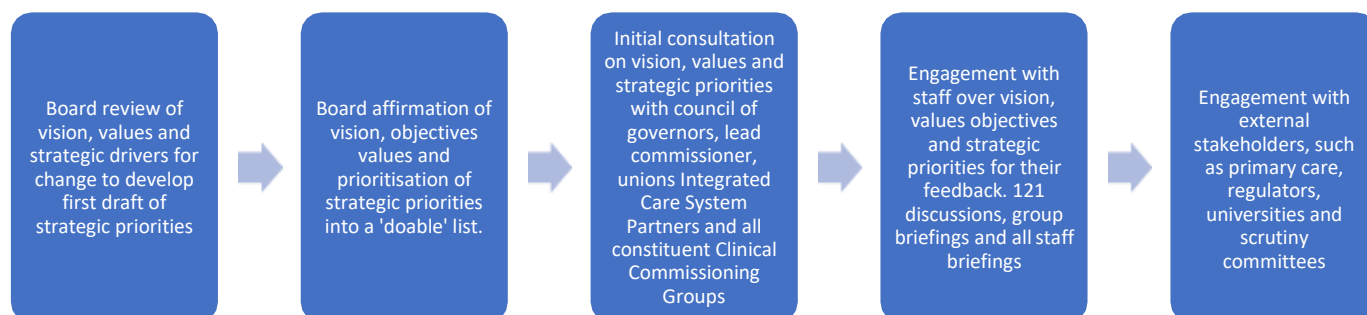 Board review of
vision, values and
strategic drivers for
change to develop
first draft of
strategic priorities
Board affirmation of
vision, objectives
values and
prioritisation of
strategic priorities
into a 'doable' list.
Initial consultation
on vision, values and
strategic priorities
with council of
governors, lead
commissioner,
unions Integrated
Care System
Partners and all
constituent Clinical
Commissioning
Groups
Engagement with
staff over vision,
values objectives
and strategic
priorities for their
feedback. 121
discussions, group
briefings and all staff
briefings
Engagement with
external
stakeholders, such
as primary care,
regulators,
universities and
scrutiny
committees